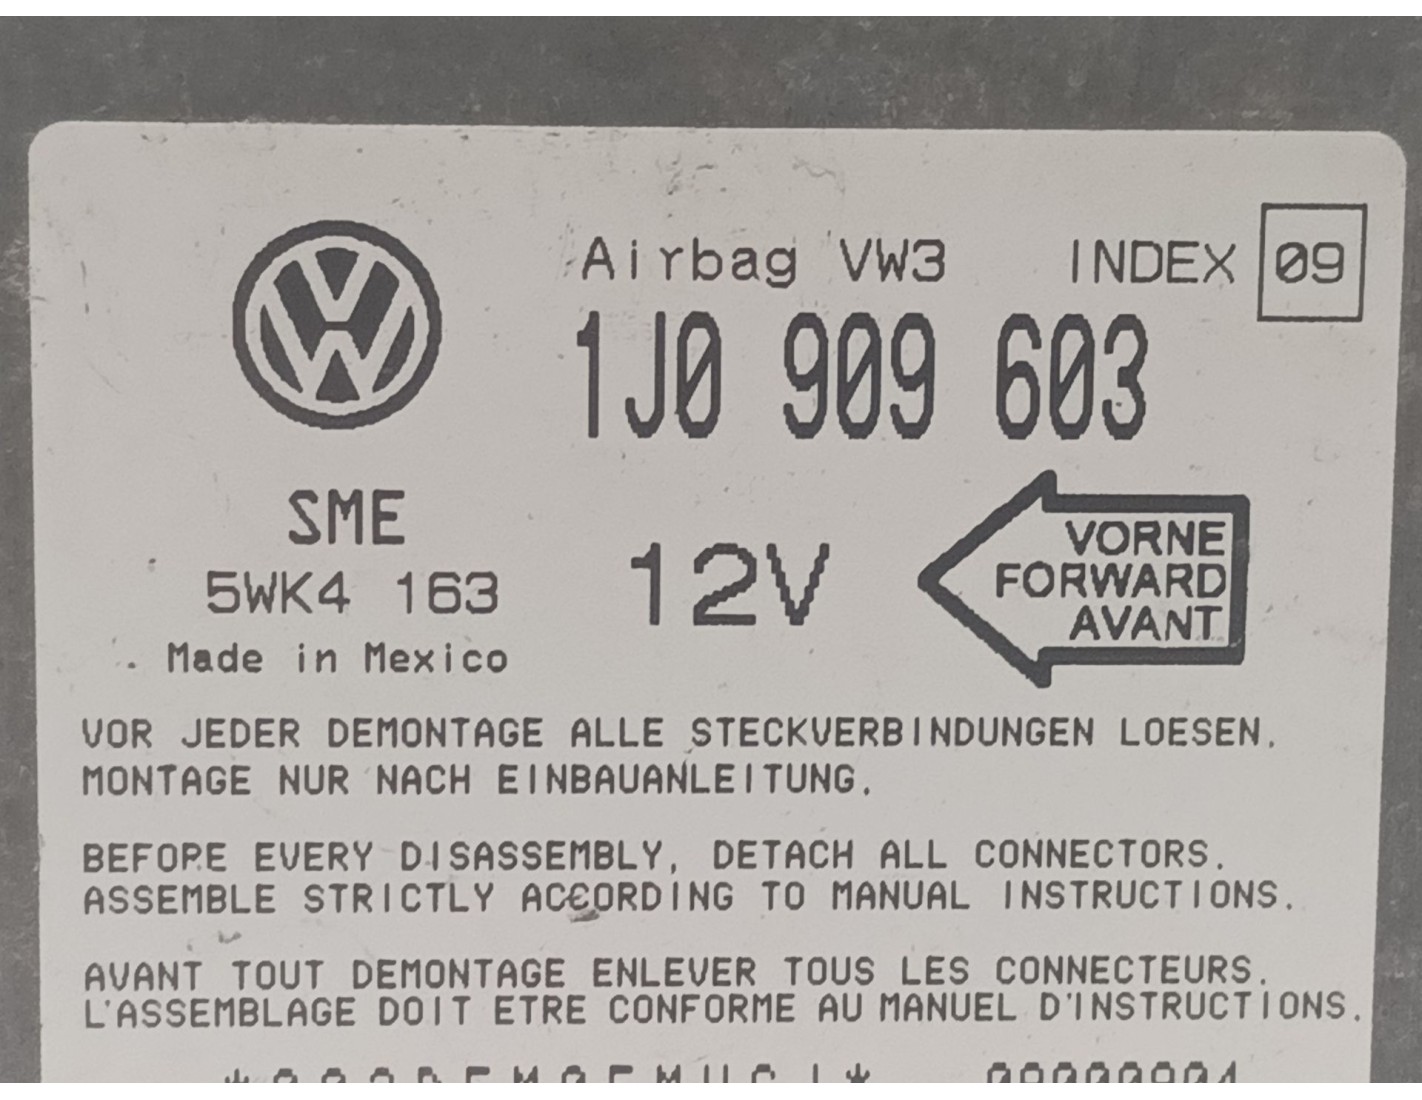 Airbag VW3 INDEX 09
1J0 909 603
SME
5WK4 163
Made in Mexico
12V
VORNE
FORWARD
AVANT
VOR JEDER DEMONTAGE ALLE STECKVERBINDUNGEN LOESEN.
MONTAGE NUR NACH EINBAUANLEITUNG.
BEFORE EVERY DISASSEMBLY, DETACH ALL CONNECTORS.
ASSEMBLE STRICTLY ACCORDING TO MANUAL INSTRUCTIONS.
AVANT TOUT DEMONTAGE ENLEVER TOUS LES CONNECTEURS.
L'ASSEMBLAGE DOIT ETRE CONFORME AU MANUEL D'INSTRUCTIONS.